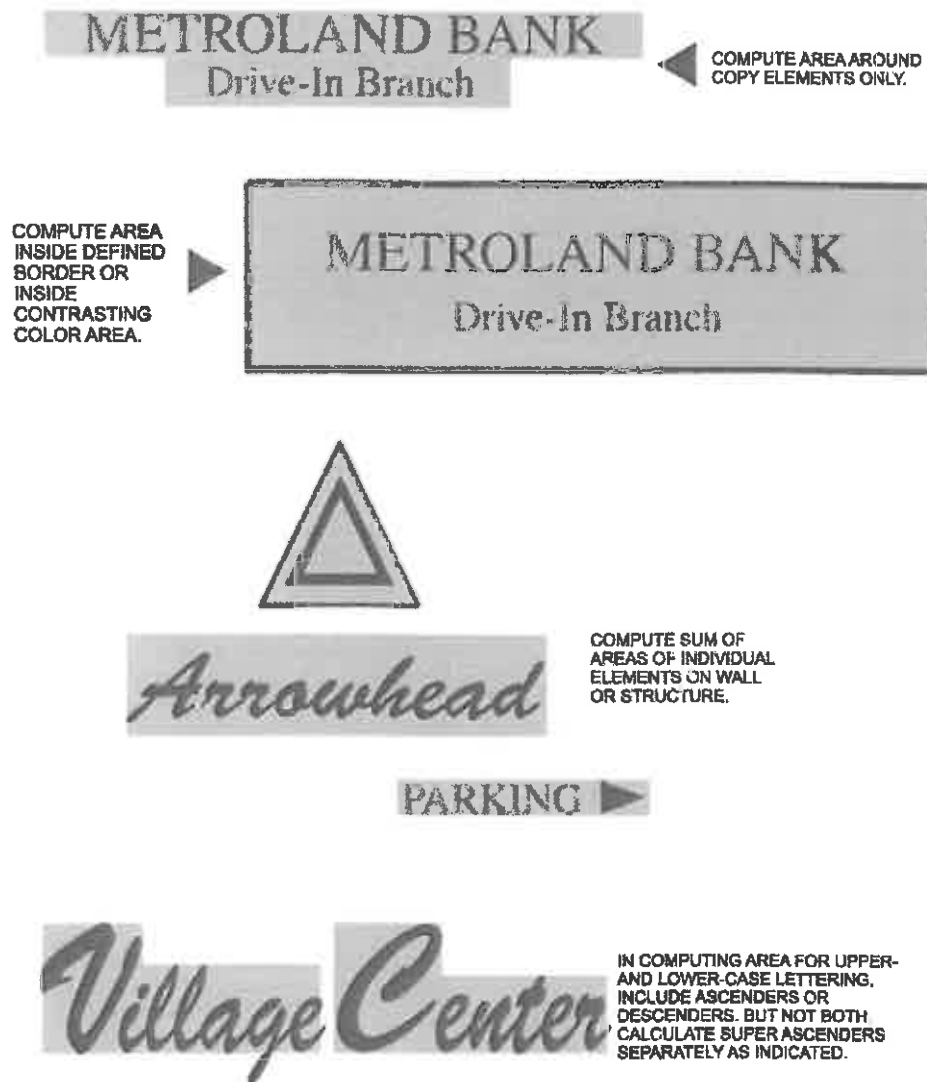 METROLAND BANK
Drive-In Branch
COMPUTE AREA AROUND
COPY ELEMENTS ONLY.
COMPUTE AREA
INSIDE DEFINED
BORDER OR
INSIDE
CONTRASTING
COLOR AREA.
METROLAND BANK
Drive-In Branch
Arrowhead
COMPUTE SUM OF
AREAS OF INDIVIDUAL
ELEMENTS ON WALL
OR STRUCTURE.
PARKING
Village Center
IN COMPUTING AREA FOR UPPER-
AND LOWER-CASE LETTERING,
INCLUDE ASCENDERS OR
DESCENDERS. BUT NOT BOTH
CALCULATE SUPER ASCENDERS
SEPARATELY AS INDICATED.